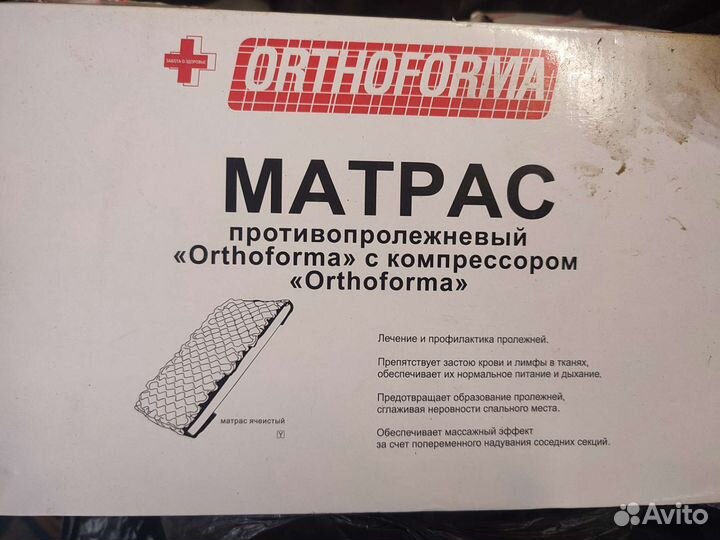 ЗАБОТА О ЗДОРОВЬЕ
ORTHOFORMA
МАТРАС
противопролежневый
«Orthoforma» с компрессором
«Orthoforma»
Лечение и профилактика пролежней.
Препятствует застою крови и лимфы в тканях,
обеспечивает их нормальное питание и дыхание.
Предотвращает образование пролежней,
сглаживая неровности спального места.
Обеспечивает массажный эффект
за счет попеременного надувания соседних секций.
матрас ячеистый
Y
Avito